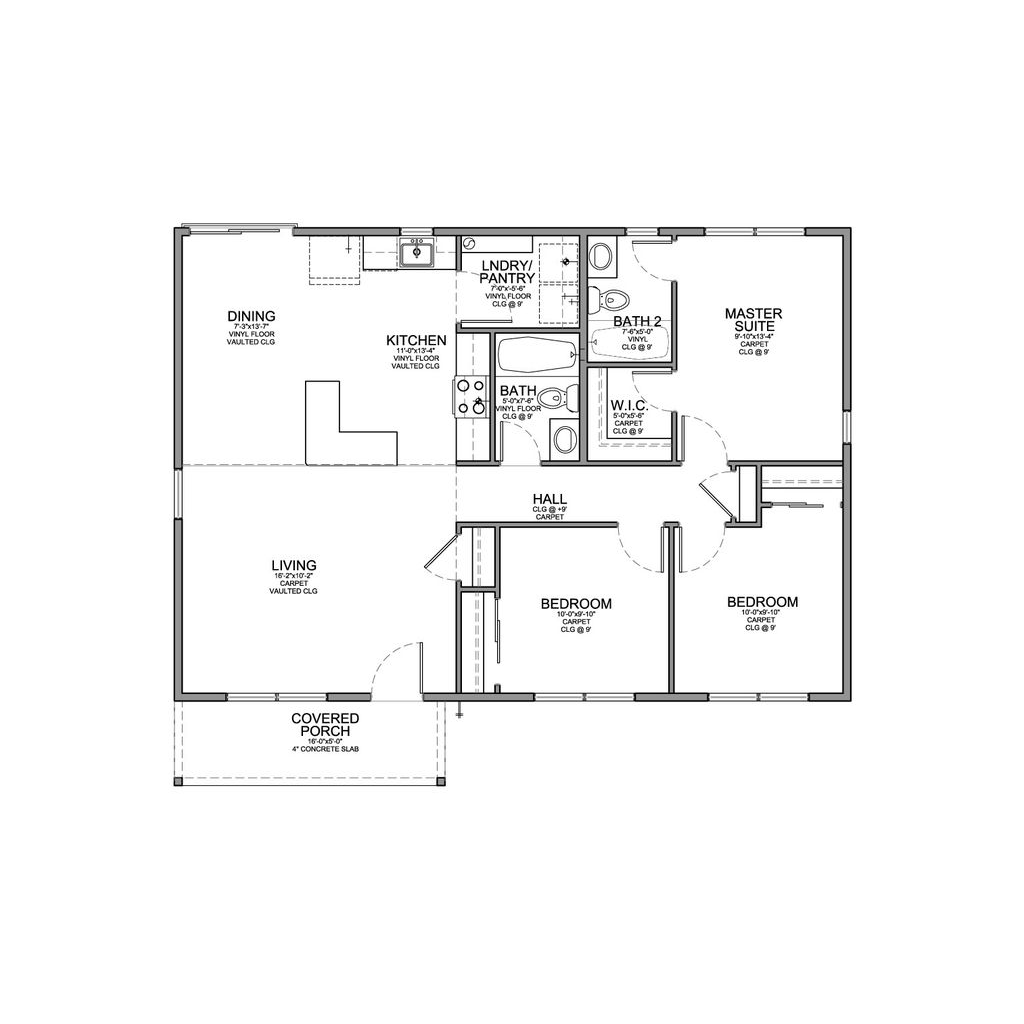 DINING
7'-3"x13'-7"
VINYL FLOOR
VAULTED CLG
KITCHEN
11'-0"x13'-4"
VINYL FLOOR
VAULTED CLG
LNDRY/
PANTRY
7'-0"x'-5'-6"
VINYL FLOOR
CLG @ 9'
BATH 2
7'-6"x5'-0"
VINYL
CLG @ 9'
MASTER
SUITE
9'-10"x13'-4"
CARPET
CLG @ 9'
BATH
5'-0"x7'-6"
VINYL FLOOR
CLG @ 9'
W.I.C.
5'-0"x5'-6"
CARPET
CLG @ 9'
HALL
CLG @ +9'
CARPET
LIVING
16'-2"x10'-2"
CARPET
VAULTED CLG
BEDROOM
10'-0"x9'-10"
CARPET
CLG @ 9'
BEDROOM
10'-0"x9'-10"
CARPET
CLG @ 9'
COVERED
PORCH
16'-0"x5'-0"
4" CONCRETE SLAB